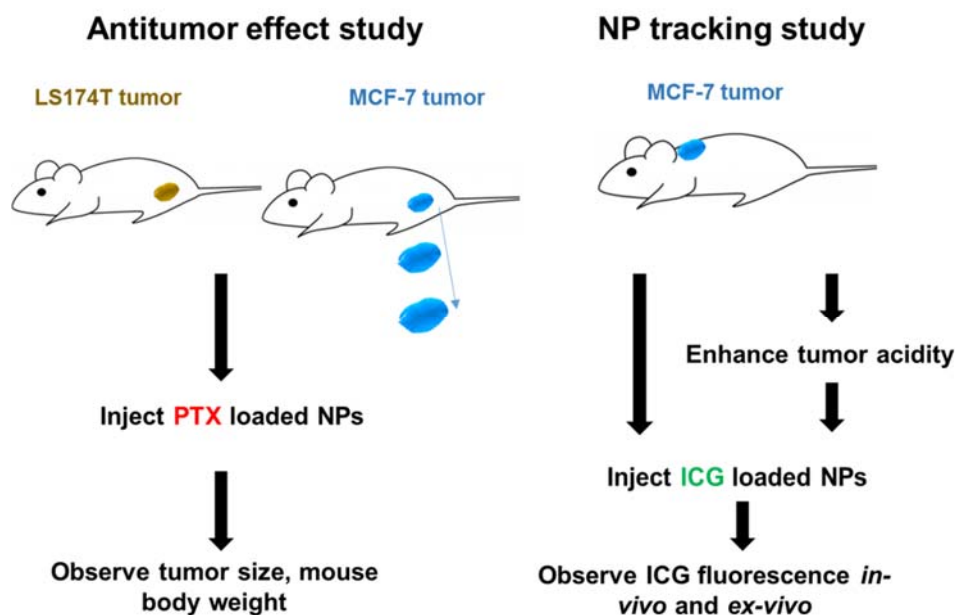 Antitumor effect study
LS174T tumor
MCF-7 tumor
Inject PTX loaded NPs
Observe tumor size, mouse
body weight
NP tracking study
MCF-7 tumor
Enhance tumor acidity
Inject ICG loaded NPs
Observe ICG fluorescence in-
vivo and ex-vivo